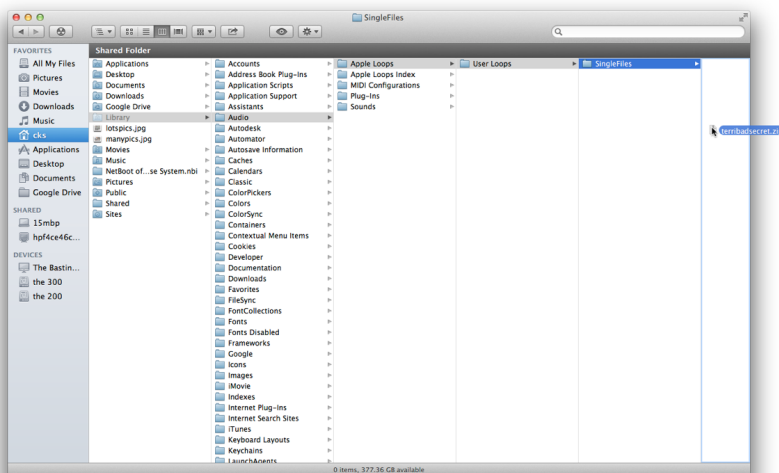 SingleFiles
FAVORITES
All My Files
Pictures
Movies
Downloads
Music
cks
Applications
Desktop
Documents
Google Drive
SHARED
15mbp
hpf4ce46c...
DEVICES
The Bastin...
the 300
the 200
Shared Folder
Applications
Desktop
Documents
Downloads
Google Drive
Library
lotspics.jpg
manypics.jpg
Movies
Music
NetBoot of...se System.nbi
Pictures
Public
Shared
Sites
Accounts
Address Book Plug-Ins
Application Scripts
Application Support
Assistants
Audio
Autodesk
Automator
Autosave Information
Caches
Calendars
Classic
ColorPickers
Colors
ColorSync
Containers
Contextual Menu Items
Cookies
Developer
Documentation
Downloads
Favorites
FileSync
FontCollections
Fonts
Fonts Disabled
Frameworks
Google
Icons
Images
iMovie
Indexes
Internet Plug-Ins
Internet Search Sites
iTunes
Keyboard Layouts
Keychains
LaunchAgents
Apple Loops
Apple Loops Index
MIDI Configurations
Plug-Ins
Sounds
User Loops
SingleFiles
terribadsecret.zi
0 items, 377.36 GB available